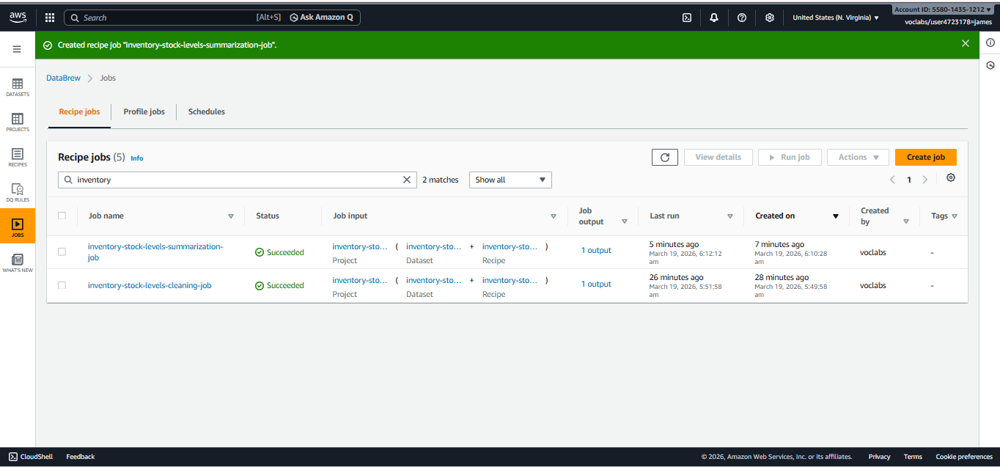 aws
Search [Alt+S] Ask Amazon Q
United States (N. Virginia)
Account ID: 5580-1435-1212
voclabs/user4723178=james
Created recipe job "inventory-stock-levels-summarization-job".
DataBrew Jobs
DATASETS
PROJECTS
RECIPES
DQ RULES
JOBS
WHAT'S NEW
Recipe jobs Profile jobs Schedules
Recipe jobs (5) Info
View details Run job Actions Create job
inventory 2 matches Show all 1
Job name Status Job input Job output Last run Created on Created by Tags
inventory-stock-levels-summarization-job
Succeeded
inventory-sto... ( inventory-sto... + inventory-sto... )
Project Dataset Recipe
1 output
5 minutes ago
March 19, 2026, 6:12:12 am
7 minutes ago
March 19, 2026, 6:10:28 am
voclabs
-
inventory-stock-levels-cleaning-job
Succeeded
inventory-sto... ( inventory-sto... + inventory-sto... )
Project Dataset Recipe
1 output
26 minutes ago
March 19, 2026, 5:51:58 am
28 minutes ago
March 19, 2026, 5:49:58 am
voclabs
-
CloudShell Feedback © 2026, Amazon Web Services, Inc. or its affiliates. Privacy Terms Cookie preferences